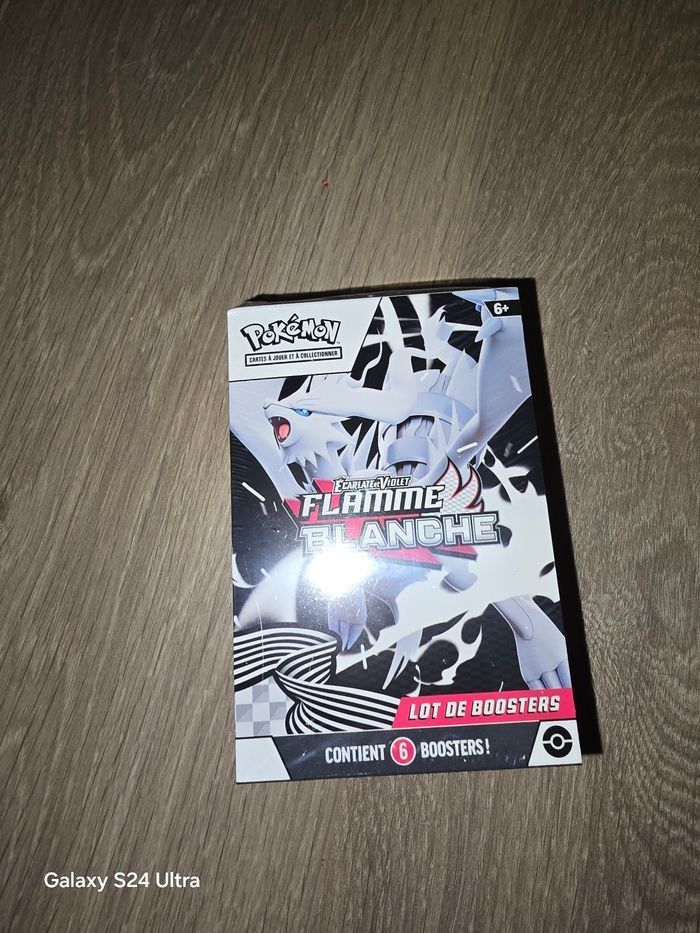 6+
POKÉMON
CARTES À JOUER ET À COLLECTIONNER
ÉCARLATE ET VIOLET
FLAMME
BLANCHE
LOT DE BOOSTERS
CONTIENT 6 BOOSTERS!
Galaxy S24 Ultra